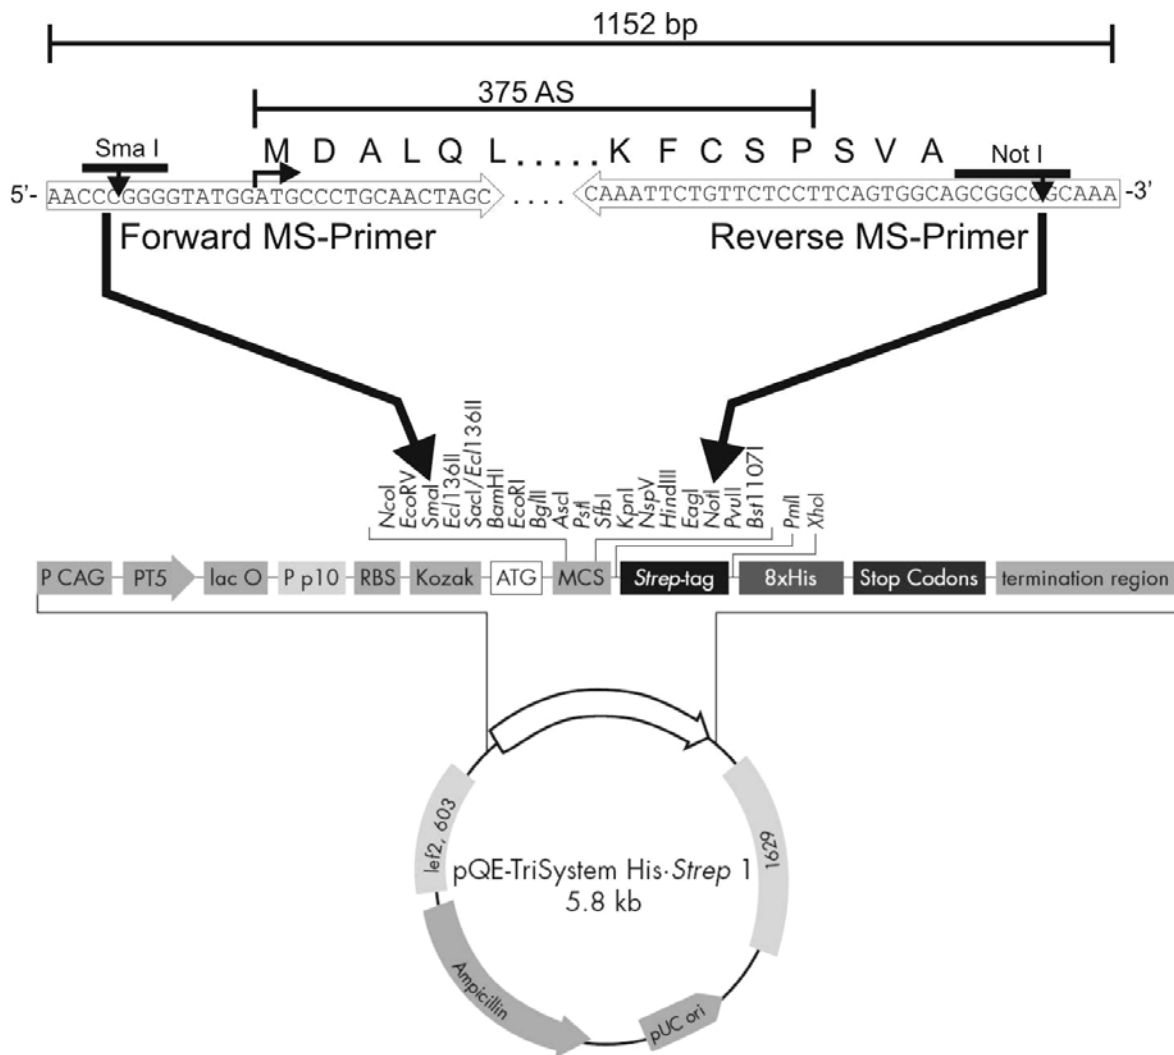 1152 bp
375 AS
Sma I
M D A L Q L.....K F C S P S V A
Not I
5'- AACCCGGGGTATGGATGCCCTGCAACTAGC .... CAAATTCTGTTCTCCTTCAGTGGCAGCGGCCGCAAA -3'
Forward MS-Primer
Reverse MS-Primer
NcoI
EcoRV
SmaI
Ecl136II
SacI/Ecl136II
BamHI
EcoRI
BglII
AscI
PstI
SfbI
KpnI
NspV
HindIII
EagI
NotI
PvuII
Bst1107I
PmlI
XhoI
P CAG PT5 lac O P p10 RBS Kozak ATG MCS Strep-tag 8xHis Stop Codons termination region
lef2, 603
1629
pQE-TriSystem His·Strep 1
5.8 kb
Ampicillin
pUC ori